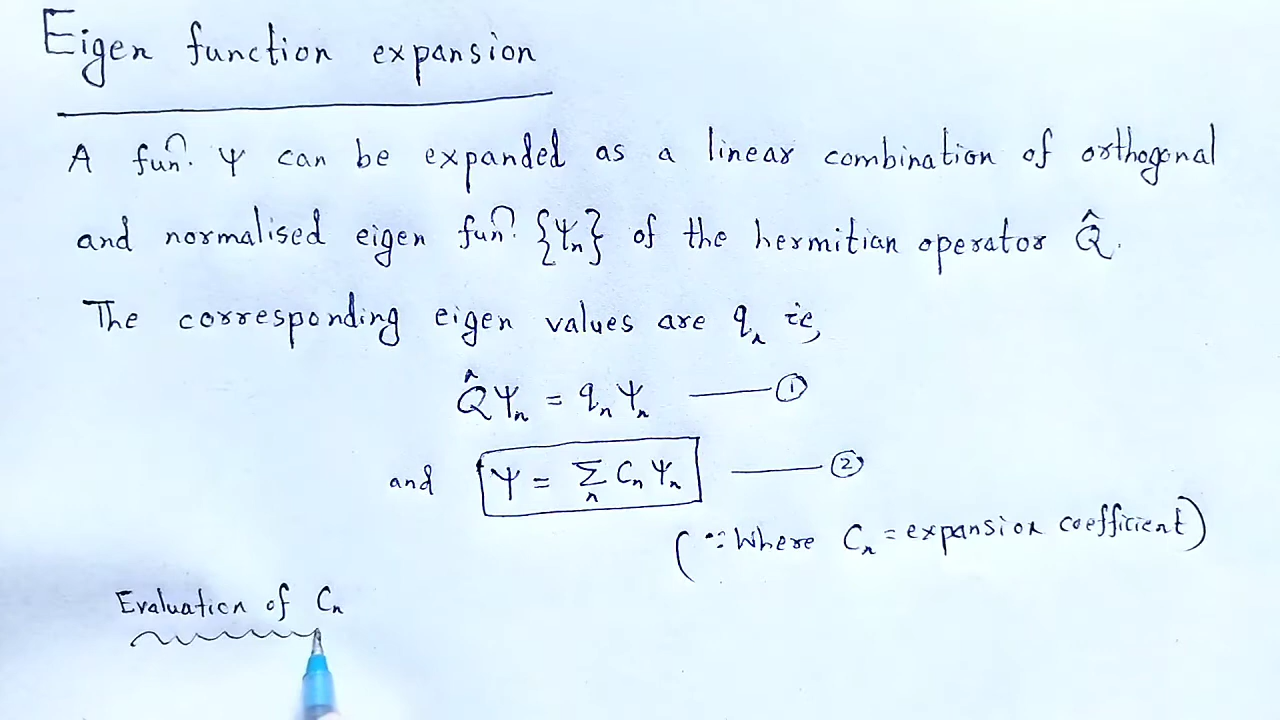 Eigen function expansion
A funⁿ. Ψ can be expanded as a linear combination of orthogonal
and normalised eigen funⁿ. {Ψₙ} of the hermitian operator Q̂.
The corresponding eigen values are qₙ ie,
Q̂Ψₙ = qₙΨₙ —— ①
and Ψ = Σₙ CₙΨₙ —— ②
(∵ Where Cₙ = expansion coefficient)
Evaluation of Cₙ